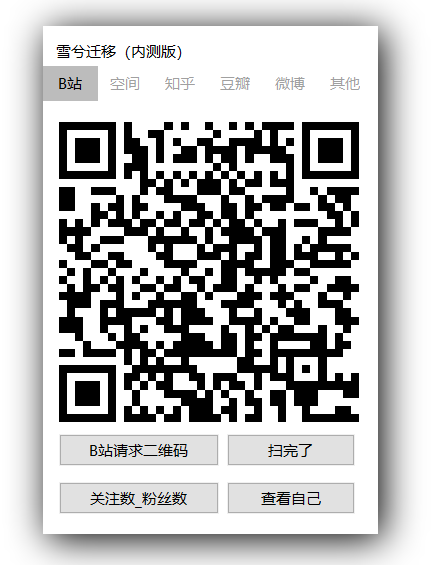 雪兮迁移（内测版）
B站 空间 知乎 豆瓣 微博 其他
B站请求二维码 扫完了
关注数_粉丝数 查看自己